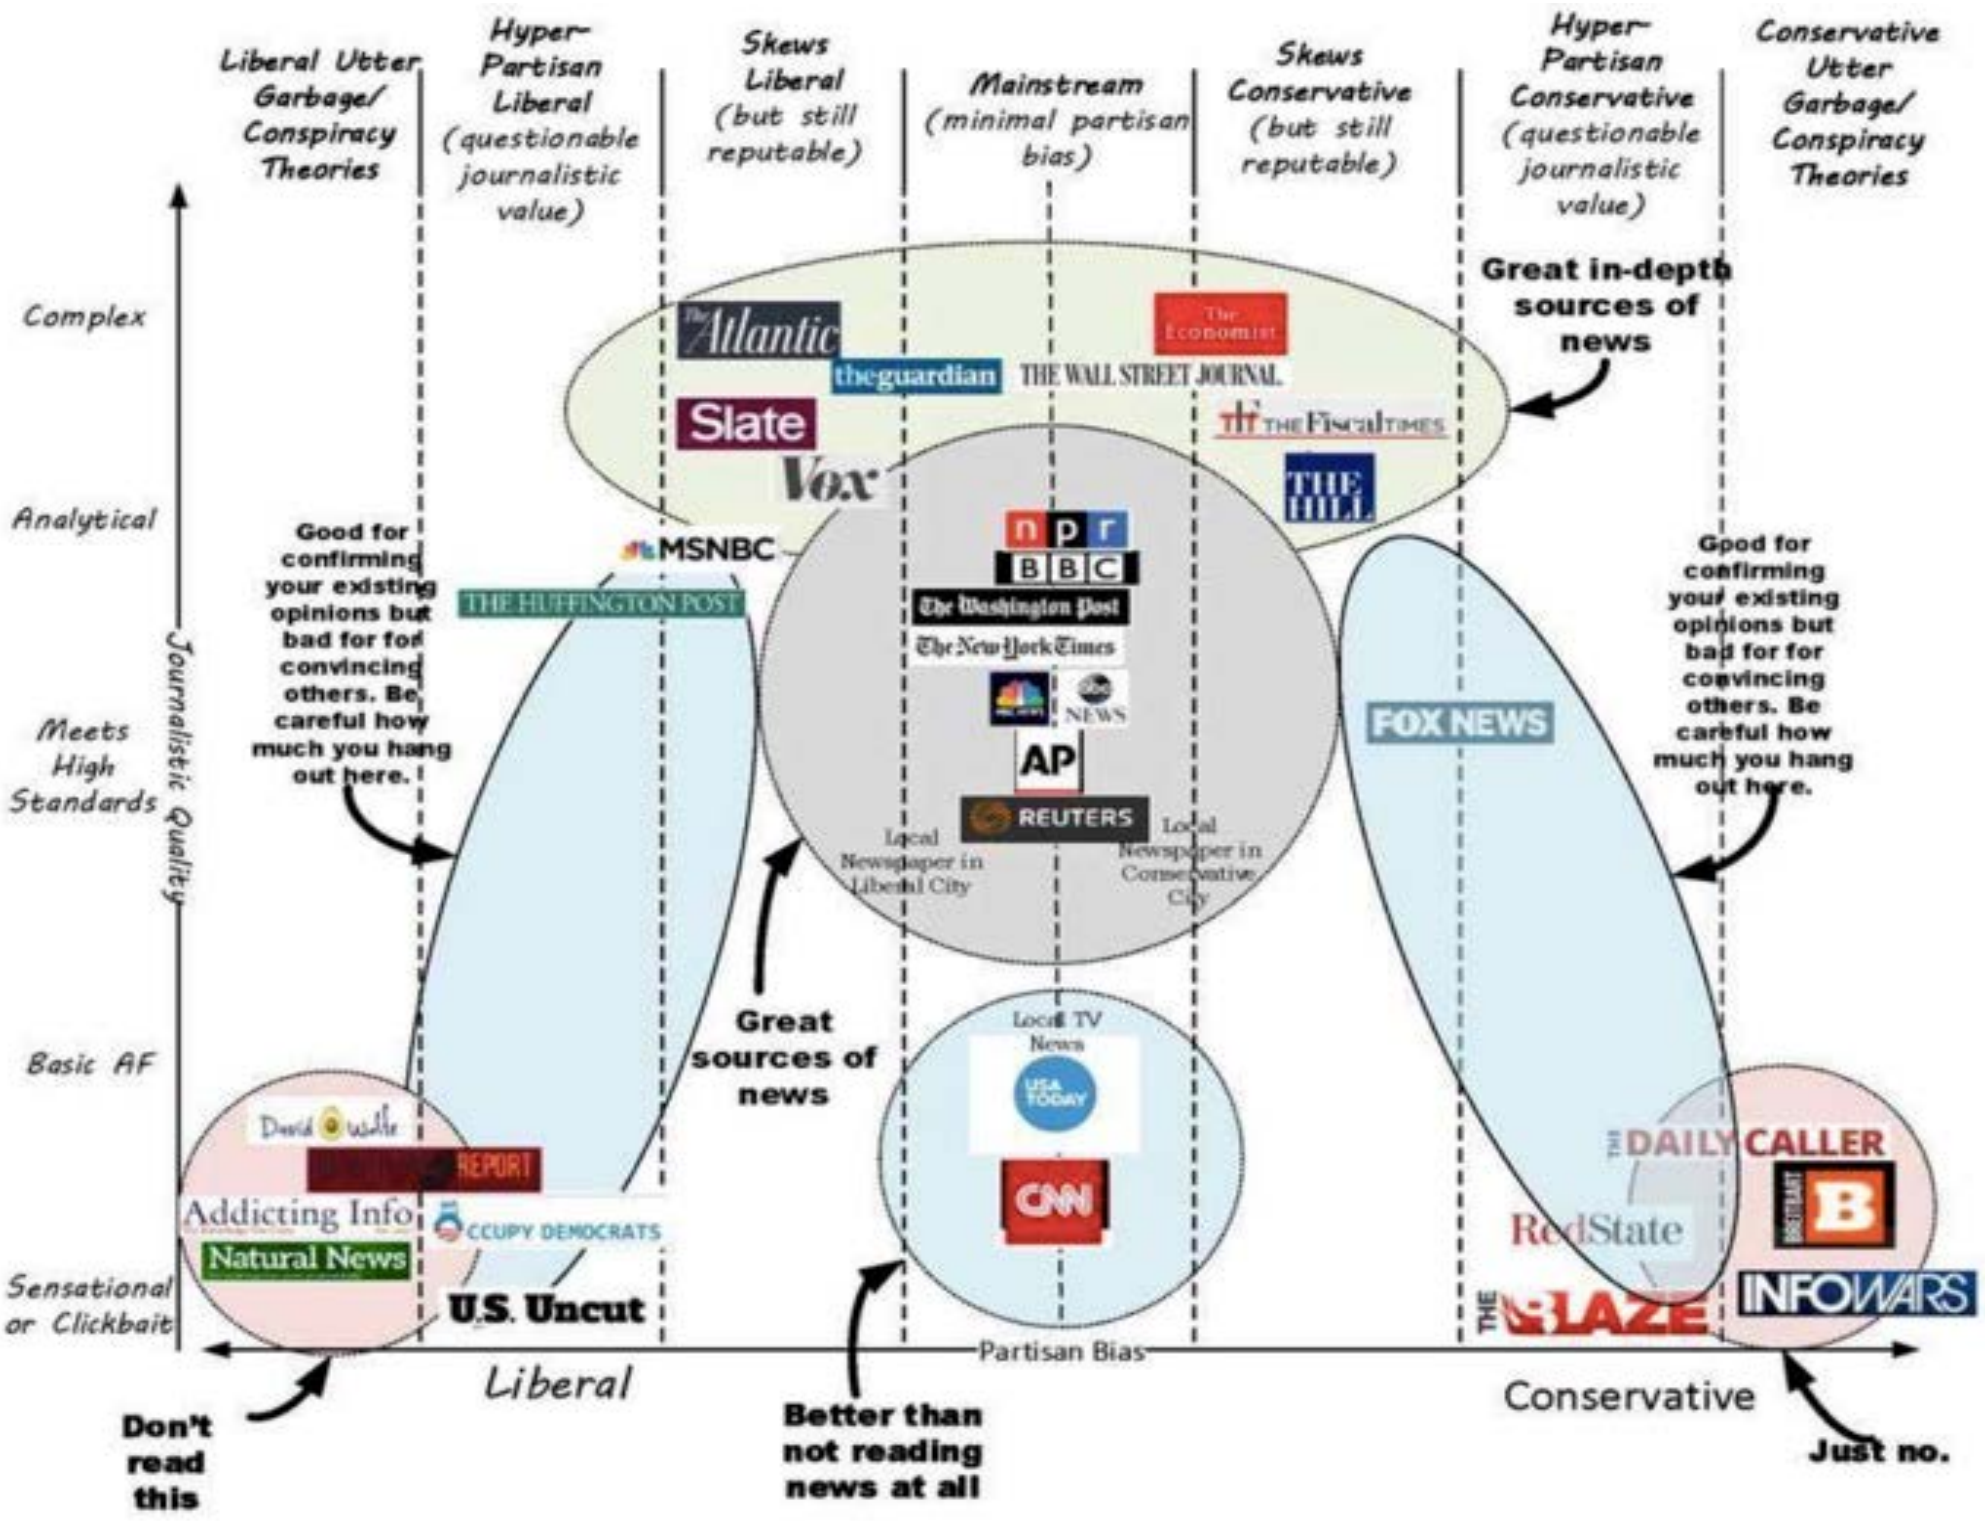 Liberal Utter
Garbage/
Conspiracy
Theories
Hyper-
Partisan
Liberal
(questionable
journalistic
value)
Skews
Liberal
(but still
reputable)
Mainstream
(minimal partisan
bias)
Skews
Conservative
(but still
reputable)
Hyper-
Partisan
Conservative
(questionable
journalistic
value)
Conservative
Utter
Garbage/
Conspiracy
Theories
Complex
Analytical
Meets
High
Standards
Basic AF
Sensational
or Clickbait
Journalistic Quality
Great in-depth
sources of
news
The
Atlantic
The
Economist
theguardian
THE WALL STREET JOURNAL.
Slate
TFT THE FiscalTIMES
Vox
THE
HILL
Good for
confirming
your existing
opinions but
bad for for
convincing
others. Be
careful how
much you hang
out here.
MSNBC
THE HUFFINGTON POST
npr
BBC
The Washington Post
The New York Times
NBC NEWS
abc
NEWS
AP
REUTERS
Local
Newspaper in
Liberal City
Local
Newspaper in
Conservative
City
FOX NEWS
Good for
confirming
your existing
opinions but
bad for for
convincing
others. Be
careful how
much you hang
out here.
Great
sources of
news
Local TV
News
USA
TODAY
CNN
David Wolfe
REPORT
Addicting Info
Natural News
OCCUPY DEMOCRATS
U.S. Uncut
THE DAILY CALLER
BREITBART
B
RedState
INFOWARS
THE BLAZE
Partisan Bias
Liberal
Conservative
Don't
read
this
Better than
not reading
news at all
Just no.